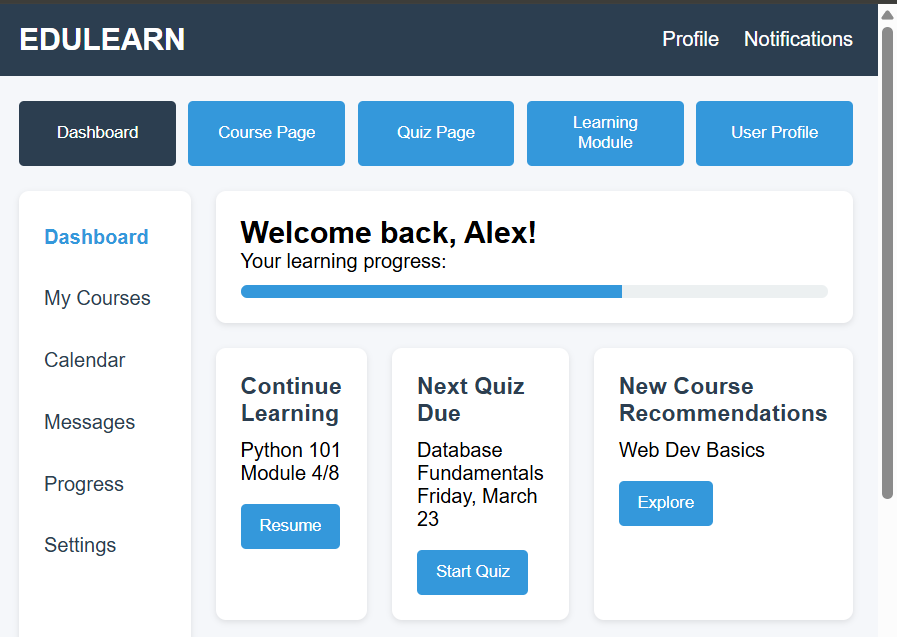 EDULEARN
Profile Notifications
Dashboard
Course Page
Quiz Page
Learning
Module
User Profile
Dashboard
My Courses
Calendar
Messages
Progress
Settings
Welcome back, Alex!
Your learning progress:
Continue
Learning
Python 101
Module 4/8
Resume
Next Quiz
Due
Database
Fundamentals
Friday, March
23
Start Quiz
New Course
Recommendations
Web Dev Basics
Explore